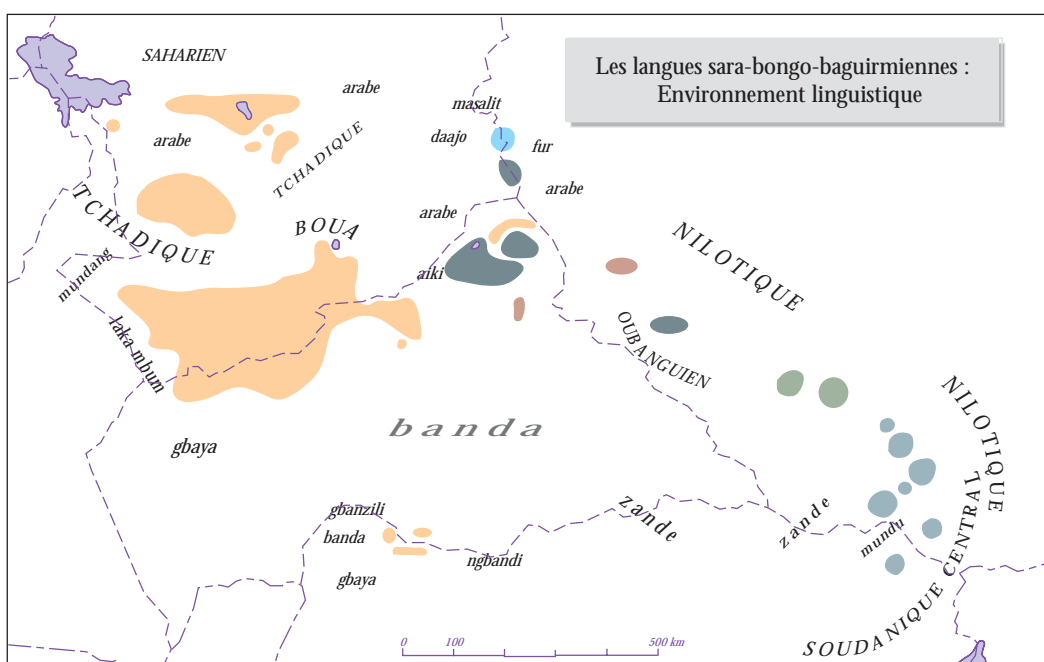 Les langues sara-bongo-baguirmiennes :
Environnement linguistique
SAHARIEN
arabe
masalit
arabe
daajo
fur
TCHADIQUE
arabe
TCHADIQUE
arabe
BOUA
NILOTIQUE
mundang
aiki
laka mbum
OUBANGUIEN
NILOTIQUE
banda
gbaya
gbanzili
zande
zande
banda
mundu
ngbandi
gbaya
SOUDANIQUE CENTRAL
0 100 500 km